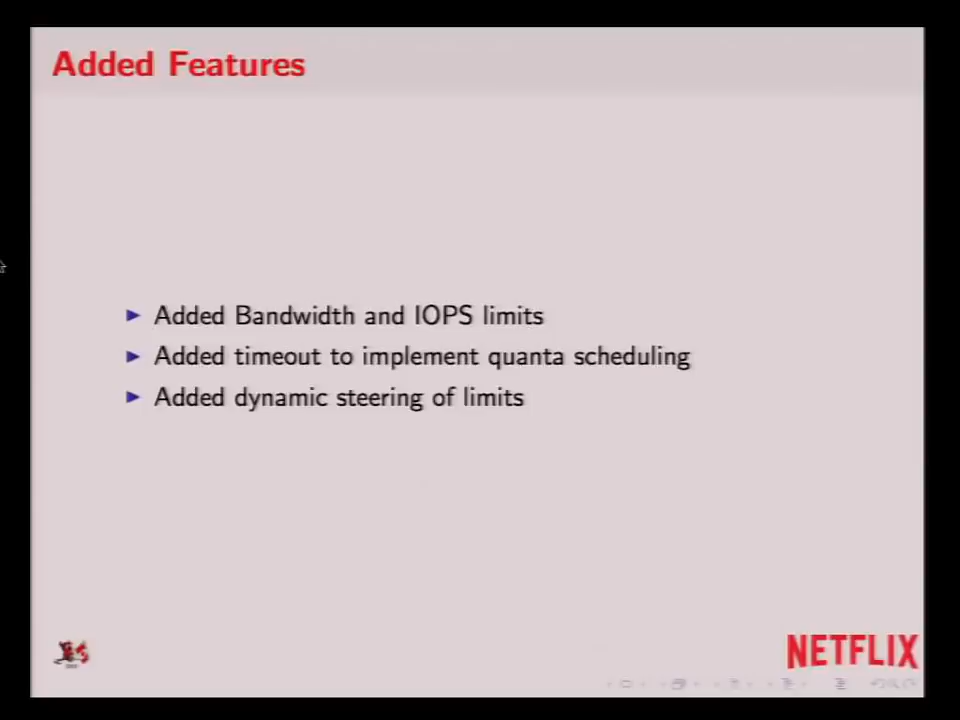 Added Features
Added Bandwidth and IOPS limits
Added timeout to implement quanta scheduling
Added dynamic steering of limits
NETFLIX